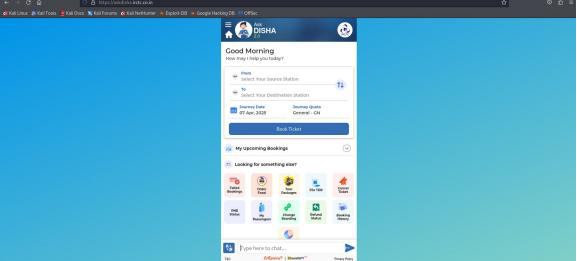 https://askdisha.irctc.co.in
Kali Linux Kali Tools Kali Docs Kali Forums Kali NetHunter Exploit-DB Google Hacking DB OffSec
Ask
DISHA
2.0
Good Morning
How may I help you today?
From
Select Your Source Station
To
Select Your Destination Station
Journey Date Journey Quota
07 Apr, 2025 General - GN
Book Ticket
My Upcoming Bookings
Looking for something else?
Failed Bookings Order Food Tour Packages File TDR Cancel Ticket
PNR Status My Passengers Change Boarding Refund Status Booking History
Type here to chat...
T&C Privacy Policy